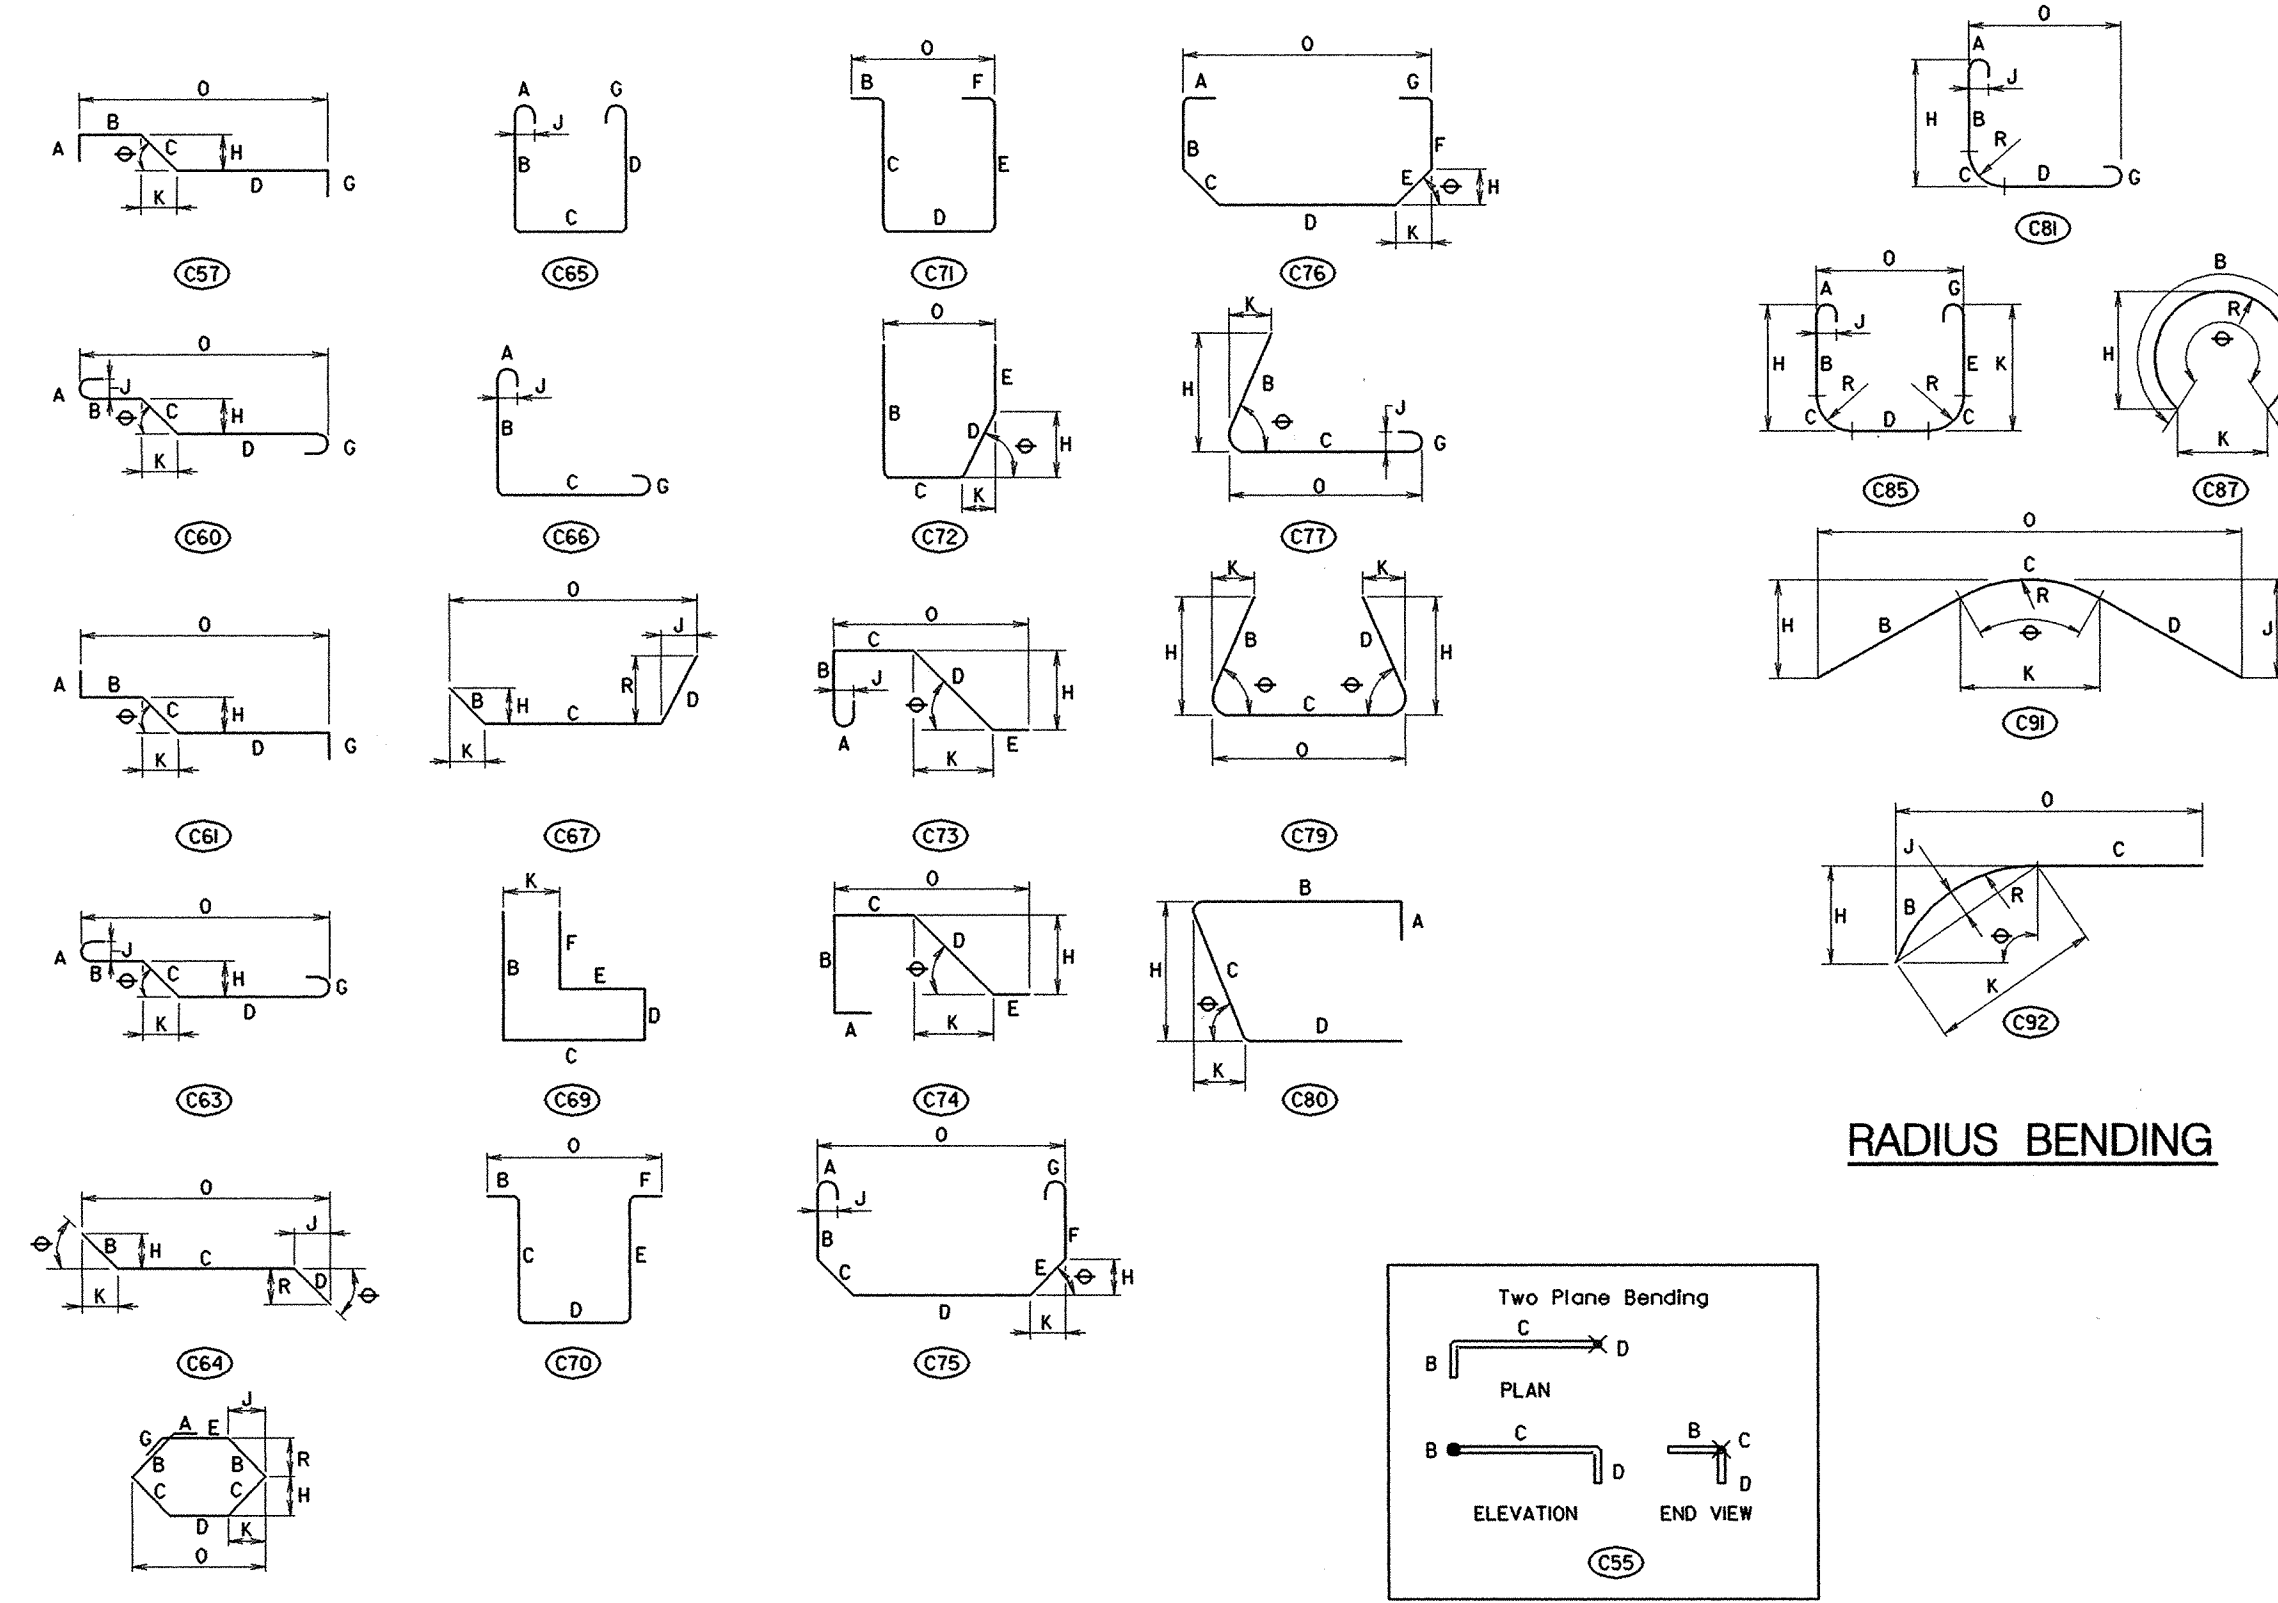 O
B
A
C
H
D
G
K
C57
A
G
J
B
D
C
C65
O
B
F
C
E
D
C71
O
A
G
B
F
C
E
H
D
K
C76
O
A
J
H
B
R
C
D
G
C81
O
A
J
B
C
H
D
G
K
C60
A
J
B
C
G
C66
O
B
E
D
H
C
K
C72
K
H
B
J
C
G
O
C77
O
A
G
J
H
B
E
K
R
R
C
D
C
C85
B
R
H
K
C87
O
A
B
C
H
D
G
K
C61
O
J
R
B
H
C
D
K
C67
O
C
B
J
D
H
A
E
K
C73
K
K
H
B
D
H
C
O
C79
O
C
H
B
R
D
J
K
C91
O
A
J
B
C
H
D
G
K
C63
K
F
B
E
D
C
C69
O
C
B
D
H
A
E
K
C74
B
A
H
C
D
K
C80
O
J
C
B
R
H
K
C92
RADIUS BENDING
O
J
B
H
C
R
D
K
C64
O
B
F
C
E
D
C70
O
A
G
J
B
F
C
E
H
D
K
C75
J
A
G
E
B
B
R
C
C
H
D
K
O
Two Plane Bending
C
B
D
PLAN
C
B
D
ELEVATION
B
C
D
END VIEW
C55